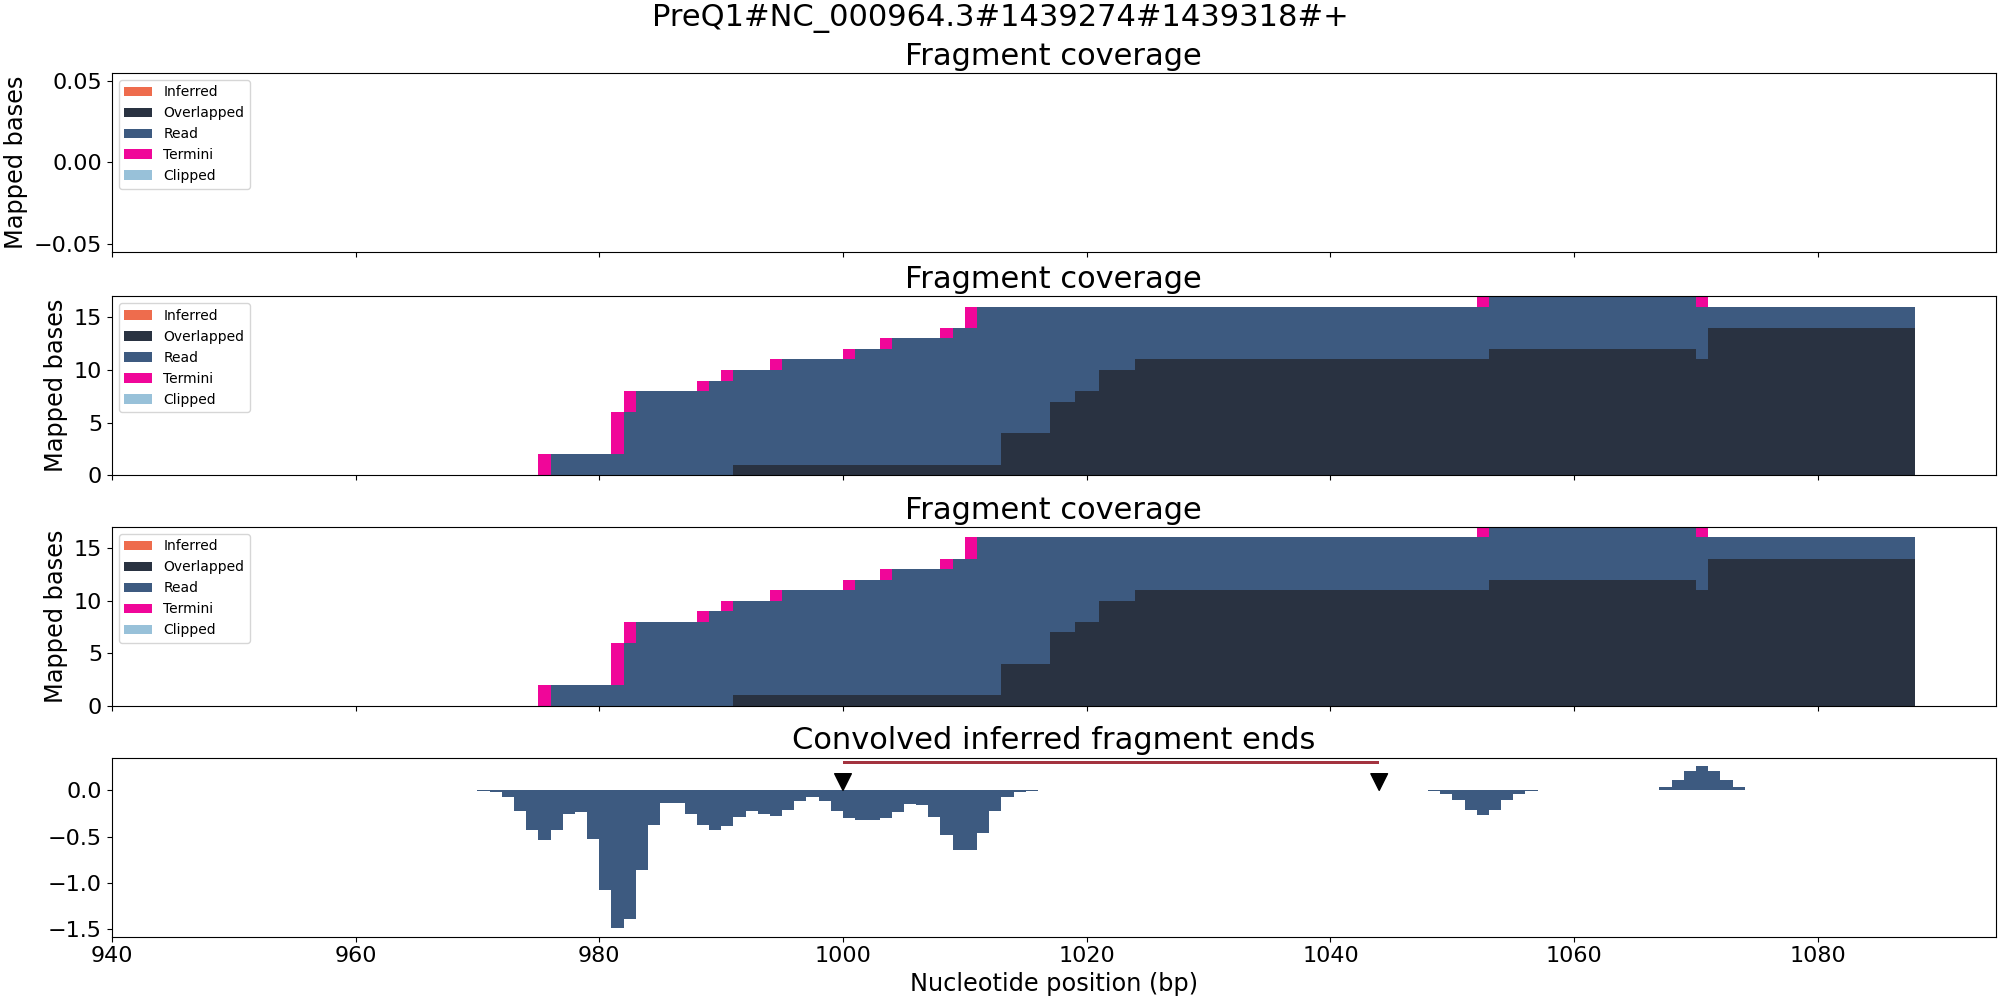 PreQ1#NC_000964.3#1439274#1439318#+
Fragment coverage
Mapped bases
0.05
0.00
−0.05
Inferred
Overlapped
Read
Termini
Clipped
Fragment coverage
Mapped bases
15
10
5
0
Inferred
Overlapped
Read
Termini
Clipped
Fragment coverage
Mapped bases
15
10
5
0
Inferred
Overlapped
Read
Termini
Clipped
Convolved inferred fragment ends
0.0
−0.5
−1.0
−1.5
940 960 980 1000 1020 1040 1060 1080
Nucleotide position (bp)